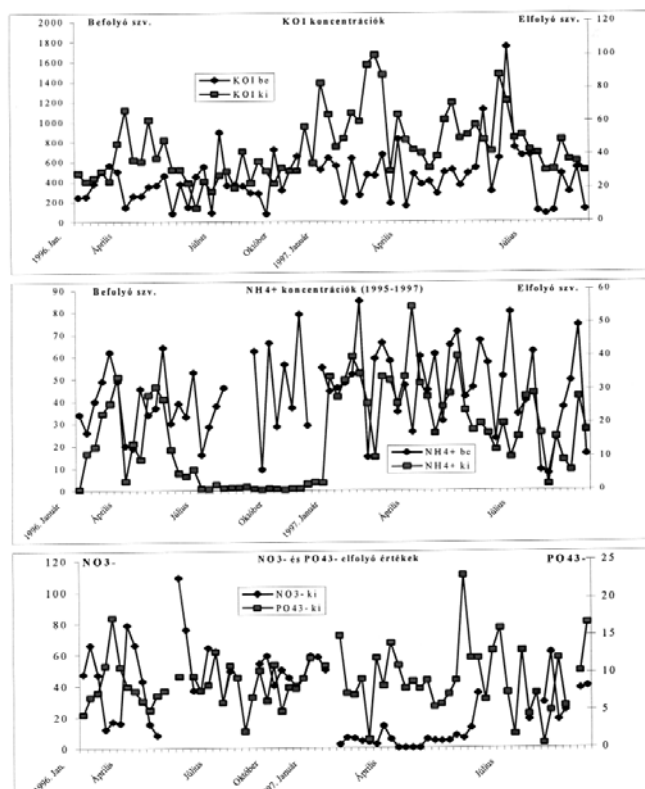 Befolyó szv. KOI koncentrációk Elfolyó szv.
2000
1800
1600
1400
1200
1000
800
600
400
200
0
120
100
80
60
40
20
0
KOI be
KOI ki
1996. Jan.
Április
Július
Október
1997. Január
Április
Július
Befolyó szv. NH4+ koncentrációk (1995-1997) Elfolyó szv.
90
80
70
60
50
40
30
20
10
0
60
50
40
30
20
10
0
NH4+ be
NH4+ ki
1996. Január
Április
Július
Október
1997. Január
Április
Július
NO3- NO3- és PO43- elfolyó értékek PO43-
120
100
80
60
40
20
0
25
20
15
10
5
0
NO3- ki
PO43- ki
1996. Jan.
Április
Július
Október
1997. Január
Április
Július